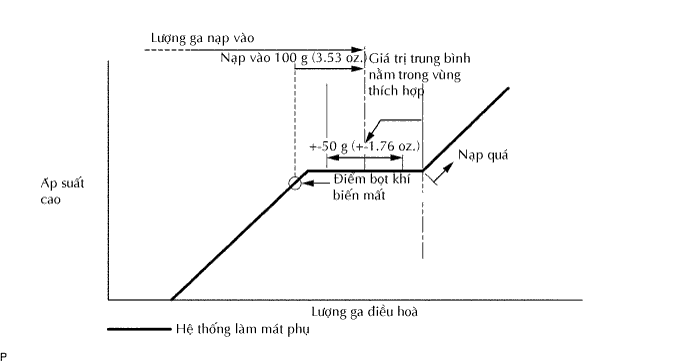 Lượng ga nạp vào
Nạp vào 100 g (3.53 oz.)
Giá trị trung bình
nằm trong vùng
thích hợp
+-50 g (+-1.76 oz.)
Nạp quá
Áp suất
cao
Điểm bọt khí
biến mất
Lượng ga điều hoà
Hệ thống làm mát phụ
P